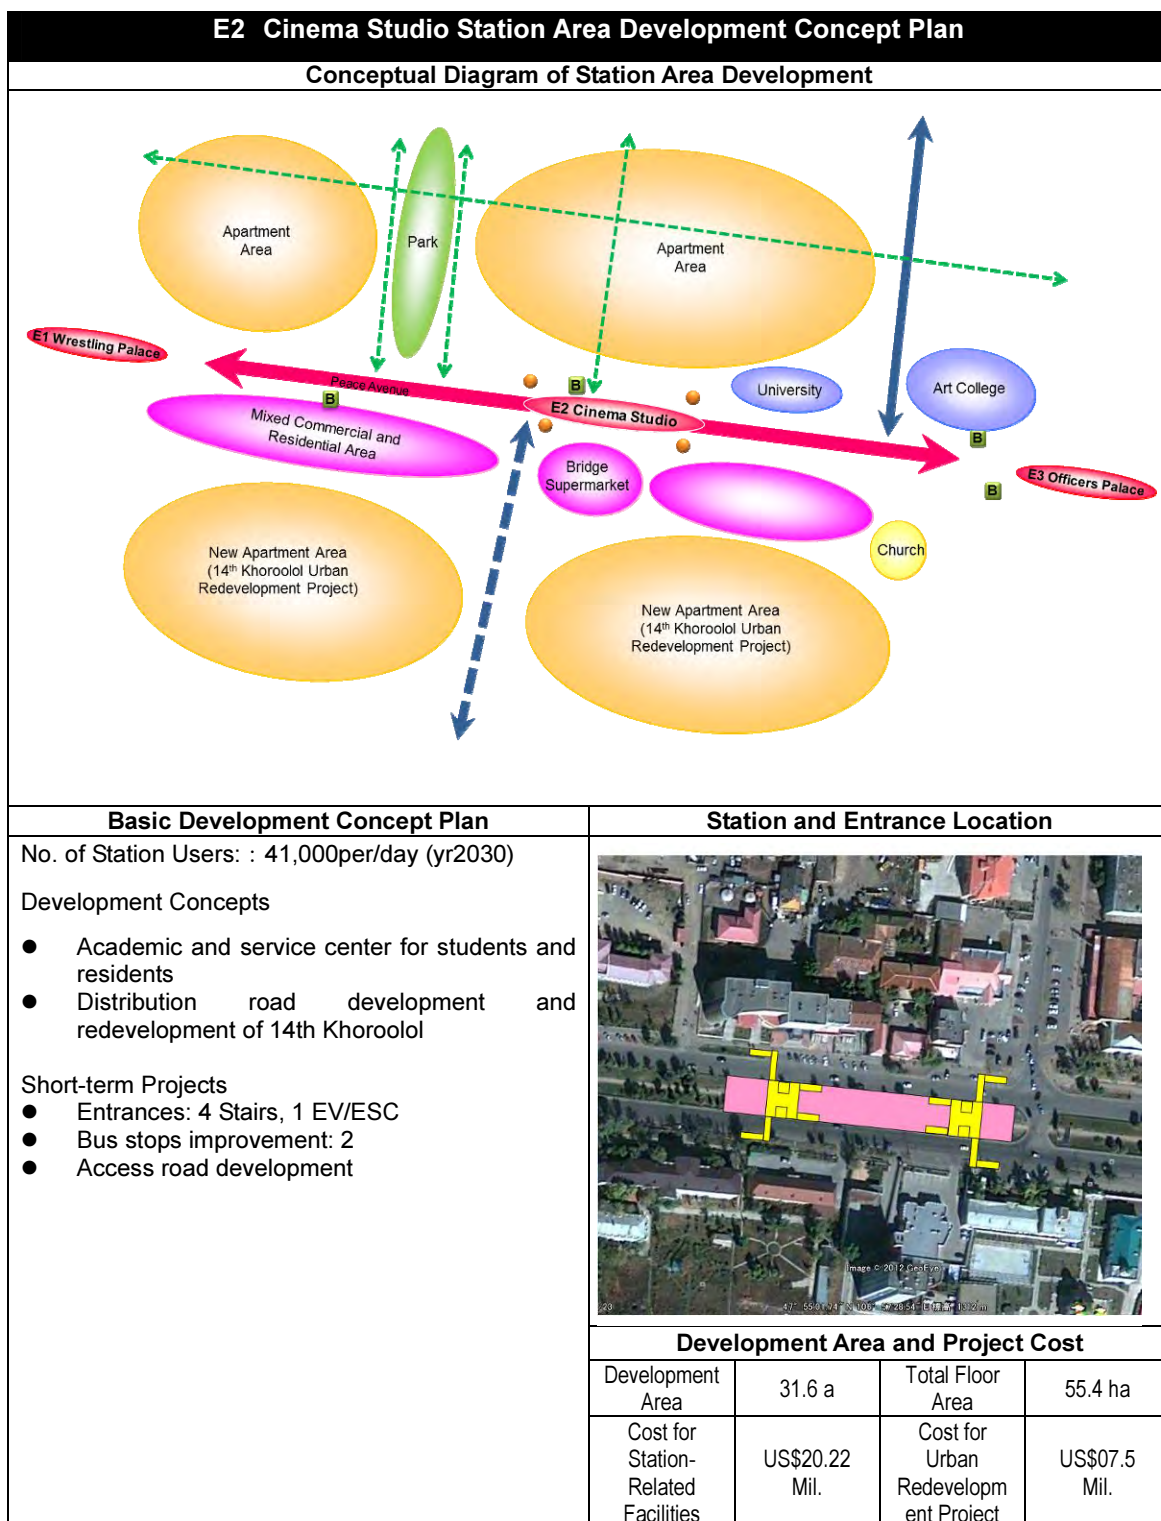 E2 Cinema Studio Station Area Development Concept Plan
Conceptual Diagram of Station Area Development
Apartment
Area
Park
Apartment
Area
E1 Wrestling Palace
Peace Avenue
B
B
E2 Cinema Studio
University
Art College
B
Mixed Commercial and
Residential Area
Bridge
Supermarket
E3 Officers Palace
B
Church
New Apartment Area
(14th Khoroolol Urban
Redevelopment Project)
New Apartment Area
(14th Khoroolol Urban
Redevelopment Project)
Basic Development Concept Plan
No. of Station Users: : 41,000per/day (yr2030)
Development Concepts
● Academic and service center for students and
residents
● Distribution road development and
redevelopment of 14th Khoroolol
Short-term Projects
● Entrances: 4 Stairs, 1 EV/ESC
● Bus stops improvement: 2
● Access road development
Station and Entrance Location
Image © 2012 GeoEye
Development Area and Project Cost
Development
Area
31.6 a
Total Floor
Area
55.4 ha
Cost for
Station-
Related
Facilities
US$20.22
Mil.
Cost for
Urban
Redevelopm
ent Project
US$07.5
Mil.